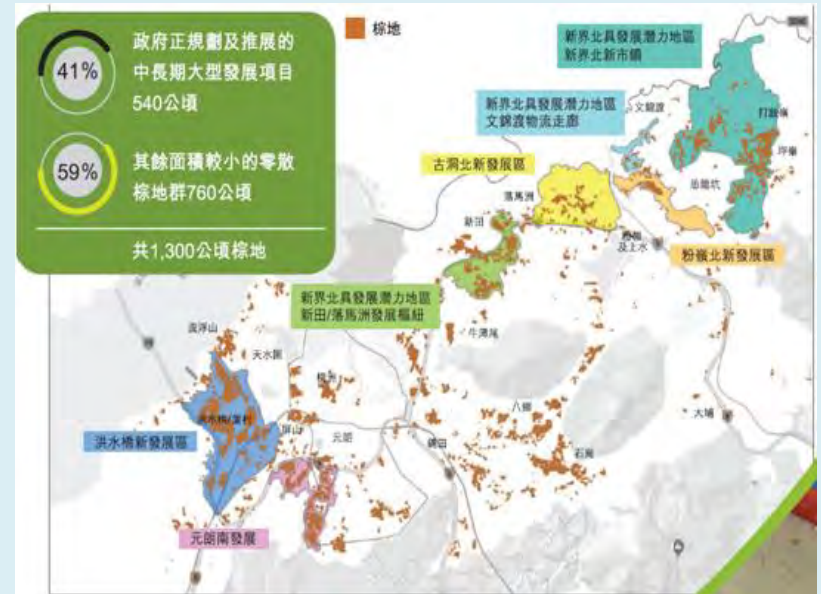 41%
政府正規劃及推展的
中長期大型發展項目
540公頃
59%
其餘面積較小的零散
棕地群760公頃
共1,300公頃棕地
棕地
新界北具發展潛力地區
新界北新市鎮
新界北具發展潛力地區
文錦渡物流走廊
文錦渡
打鼓嶺
坪輋
恐龍坑
古洞北新發展區
落馬洲
新田
及上水
粉嶺北新發展區
新界北具發展潛力地區
新田/落馬洲發展樞紐
牛潭尾
流浮山
天水圍
洪水橋/厦村
屏山
元朗
錦田
八鄉
石崗
大埔
洪水橋新發展區
元朗南發展